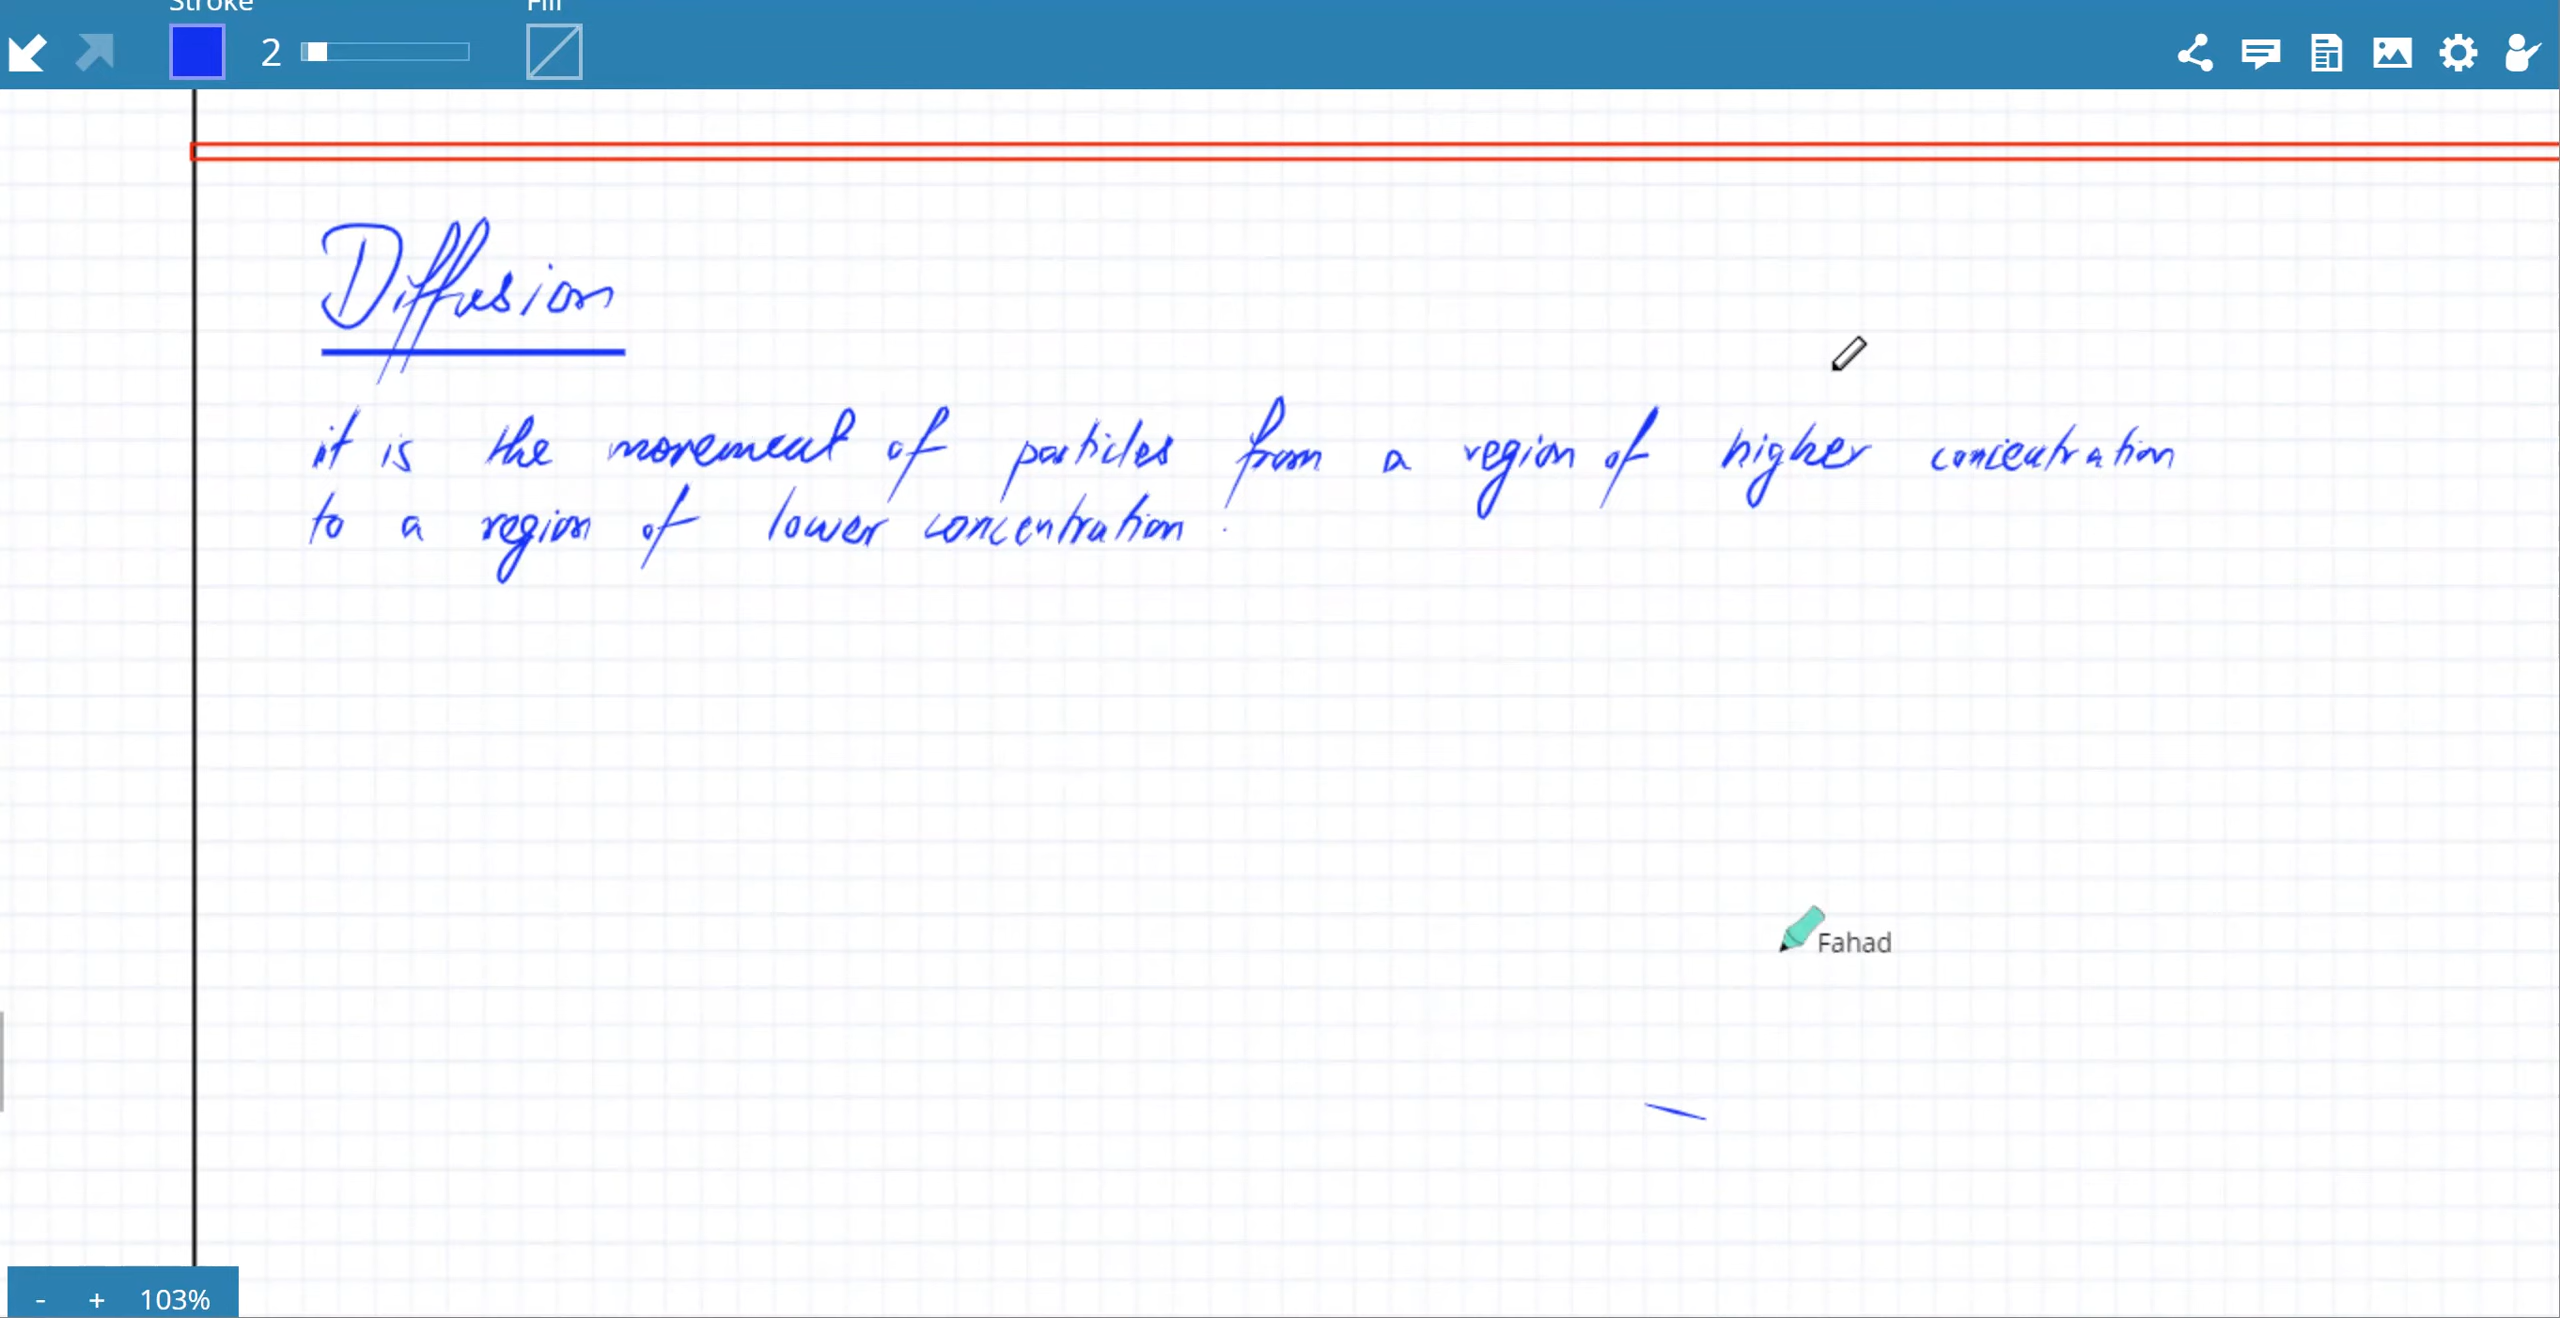 Stroke
Fill
2
Diffusion
it is the movement of particles from a region of higher concentration
to a region of lower concentration.
Fahad
- + 103%